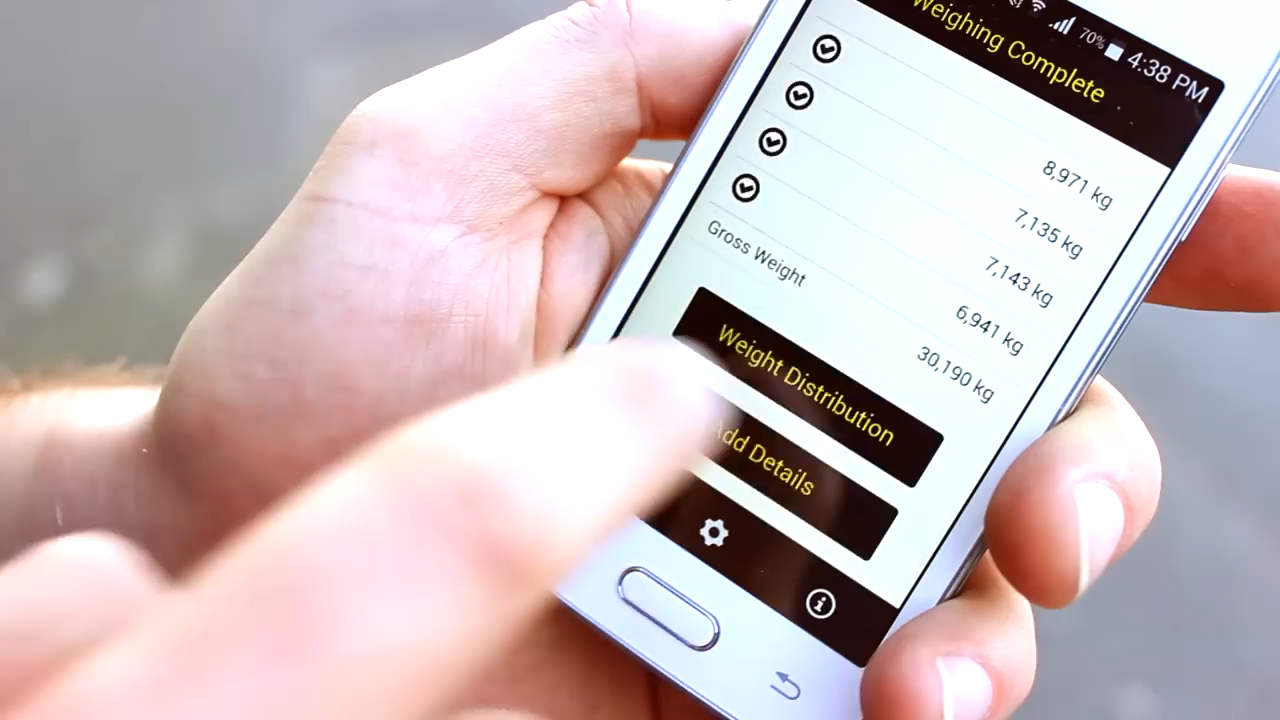 70% 4:38 PM
Weighing Complete
8,971 kg
7,135 kg
7,143 kg
6,941 kg
Gross Weight 30,190 kg
Weight Distribution
Add Details